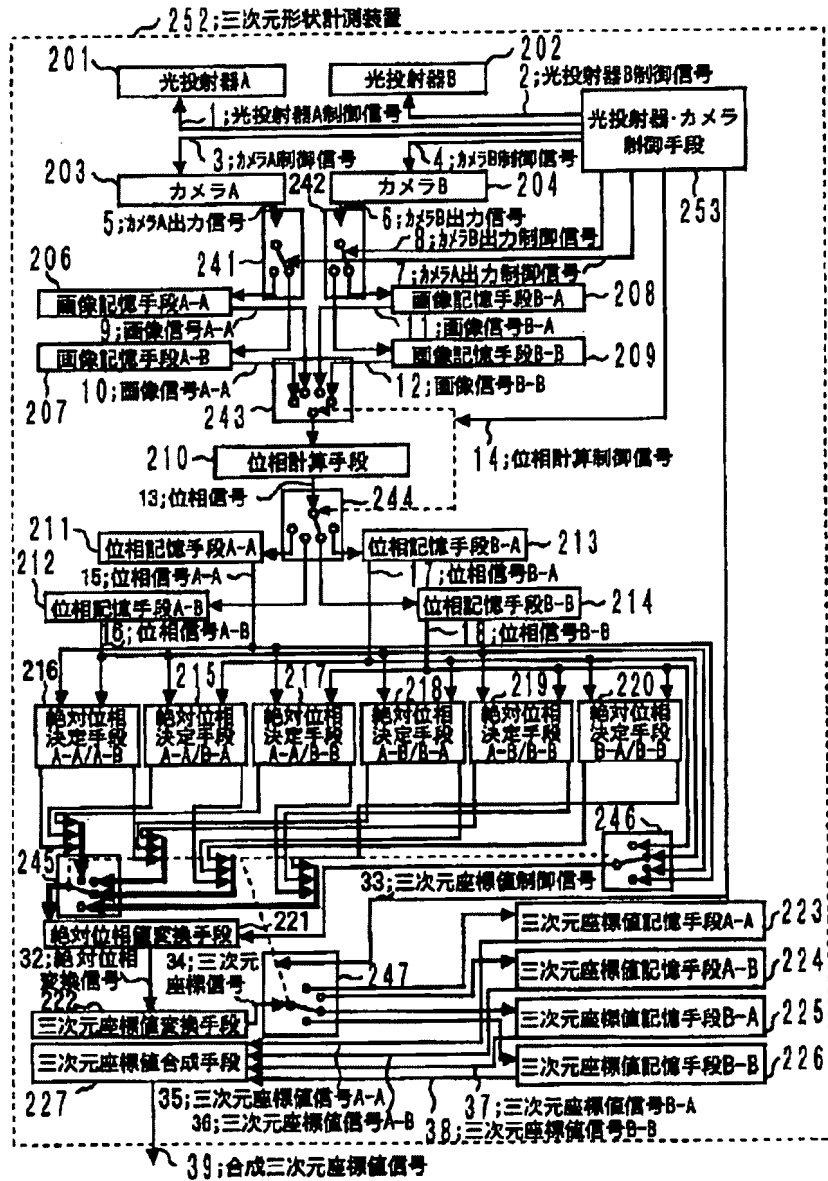 252;三次元形状計測装置
201
202
光投射器A
光投射器B
2;光投射器B制御信号
1;光投射器A制御信号
光投射器・カメラ
制御手段
3;カメラA制御信号
4;カメラB制御信号
203
カメラA
242
カメラB
204
253
5;カメラA出力信号
6;カメラB出力信号
8;カメラB出力制御信号
241
7;カメラA出力制御信号
206
画像記憶手段A-A
画像記憶手段B-A
208
9;画像信号A-A
11;画像信号B-A
画像記憶手段A-B
画像記憶手段B-B
209
207
10;画像信号A-A
12;画像信号B-B
243
210
位相計算手段
14;位相計算制御信号
13;位相信号
244
211
位相記憶手段A-A
位相記憶手段B-A
213
212
15;位相信号A-A
17;位相信号B-A
位相記憶手段A-B
位相記憶手段B-B
214
16;位相信号A-B
18;位相信号B-B
216
215
217
218
219
220
絶対位相
決定手段
A-A/A-B
絶対位相
決定手段
A-A/B-A
絶対位相
決定手段
A-A/B-B
絶対位相
決定手段
A-B/B-A
絶対位相
決定手段
A-B/B-B
絶対位相
決定手段
B-A/B-B
246
245
33;三次元座標値制御信号
221
絶対位相値変換手段
三次元座標値記憶手段A-A
223
32;絶対位相
変換信号
34;三次元
座標信号
247
三次元座標値記憶手段A-B
224
222
三次元座標値変換手段
三次元座標値記憶手段B-A
225
三次元座標値合成手段
三次元座標値記憶手段B-B
226
227
35;三次元座標値信号A-A
37;三次元座標値信号B-A
36;三次元座標値信号A-B
38;三次元座標値信号B-B
39;合成三次元座標値信号